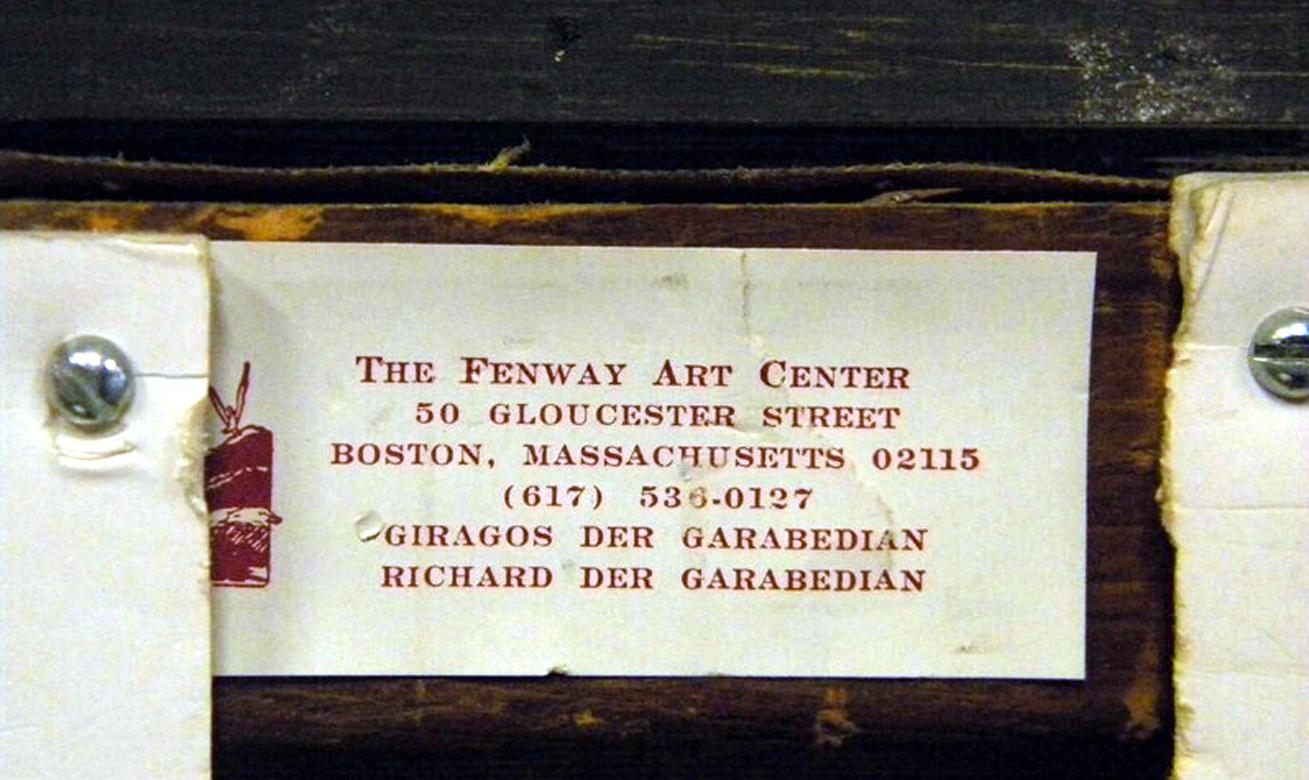 THE FENWAY ART CENTER
50 GLOUCESTER STREET
BOSTON, MASSACHUSETTS 02115
(617) 536-0127
GIRAGOS DER GARABEDIAN
RICHARD DER GARABEDIAN